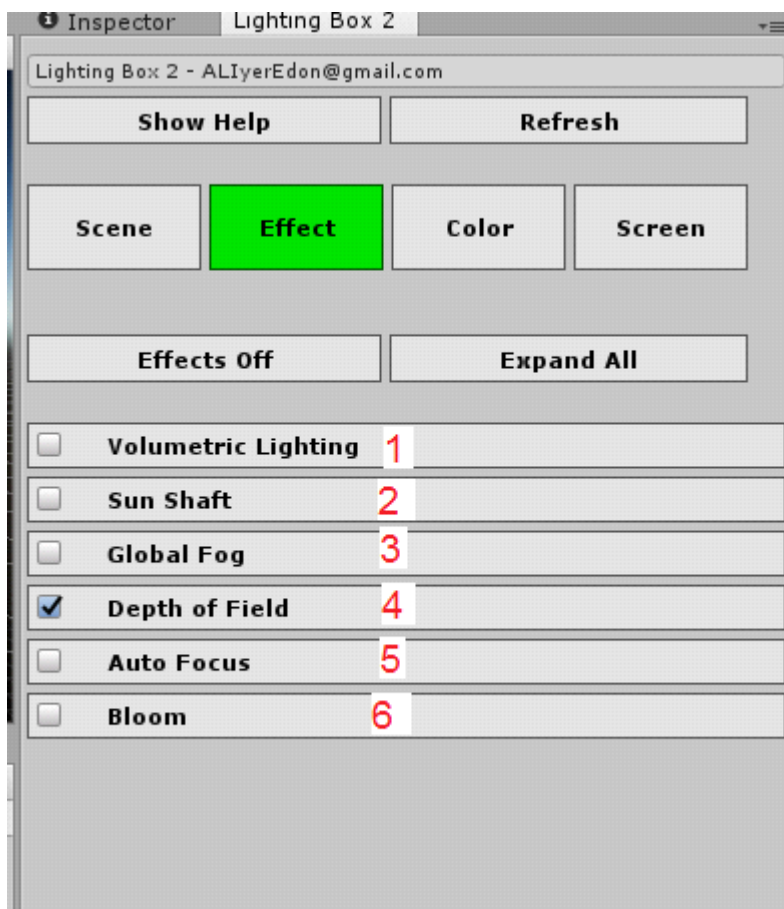 Inspector Lighting Box 2
Lighting Box 2 - ALIyerEdon@gmail.com
Show Help Refresh
Scene Effect Color Screen
Effects Off Expand All
Volumetric Lighting 1
Sun Shaft 2
Global Fog 3
Depth of Field 4
Auto Focus 5
Bloom 6